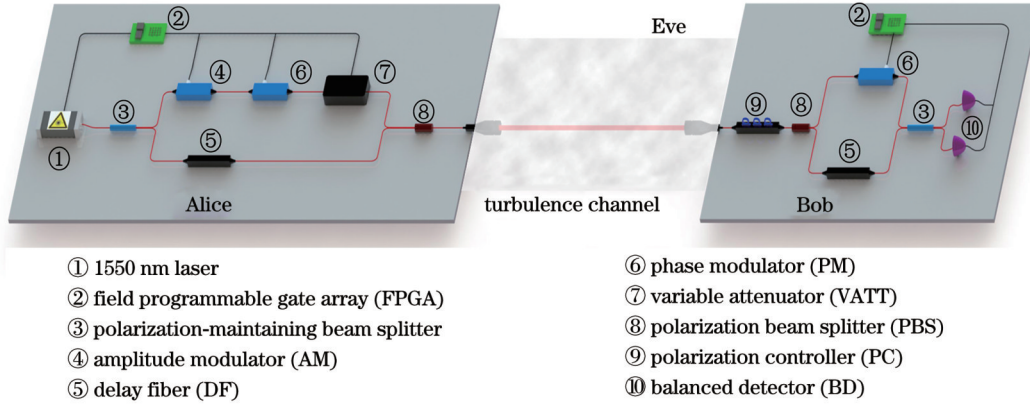 ② Eve ②
④ ⑥ ⑦ ⑥
③ ⑧ ⑨ ⑧ ③ ⑩
① ⑤ ⑤
Alice turbulence channel Bob
① 1550 nm laser
② field programmable gate array (FPGA)
③ polarization-maintaining beam splitter
④ amplitude modulator (AM)
⑤ delay fiber (DF)
⑥ phase modulator (PM)
⑦ variable attenuator (VATT)
⑧ polarization beam splitter (PBS)
⑨ polarization controller (PC)
⑩ balanced detector (BD)